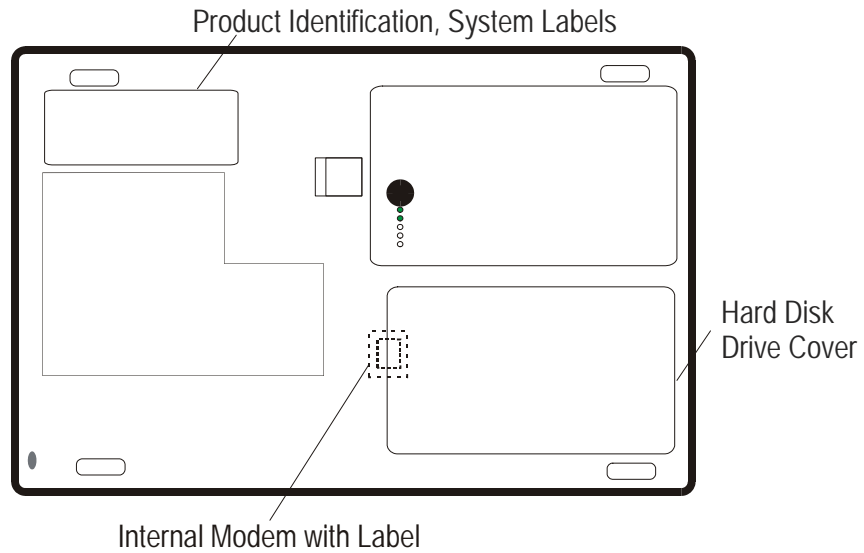 Product Identification, System Labels
Hard Disk
Drive Cover
Internal Modem with Label